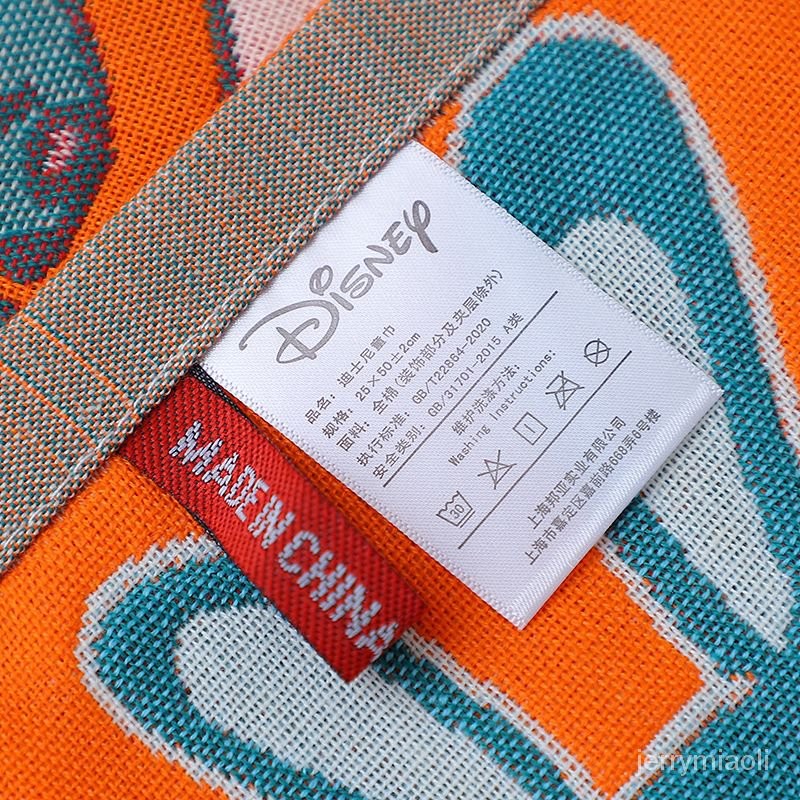 Disney
品名：迪士尼童巾
规格：25×50±2cm
面料：全棉(装饰部分及夹层除外)
执行标准：GB/T22864-2020
安全类别：GB/31701-2015 A类
维护洗涤方法：
Washing Instructions:
30
上海邦亚实业有限公司
上海市嘉定区嘉前路668弄6号楼
MADE IN CHINA
jerrymiaoli